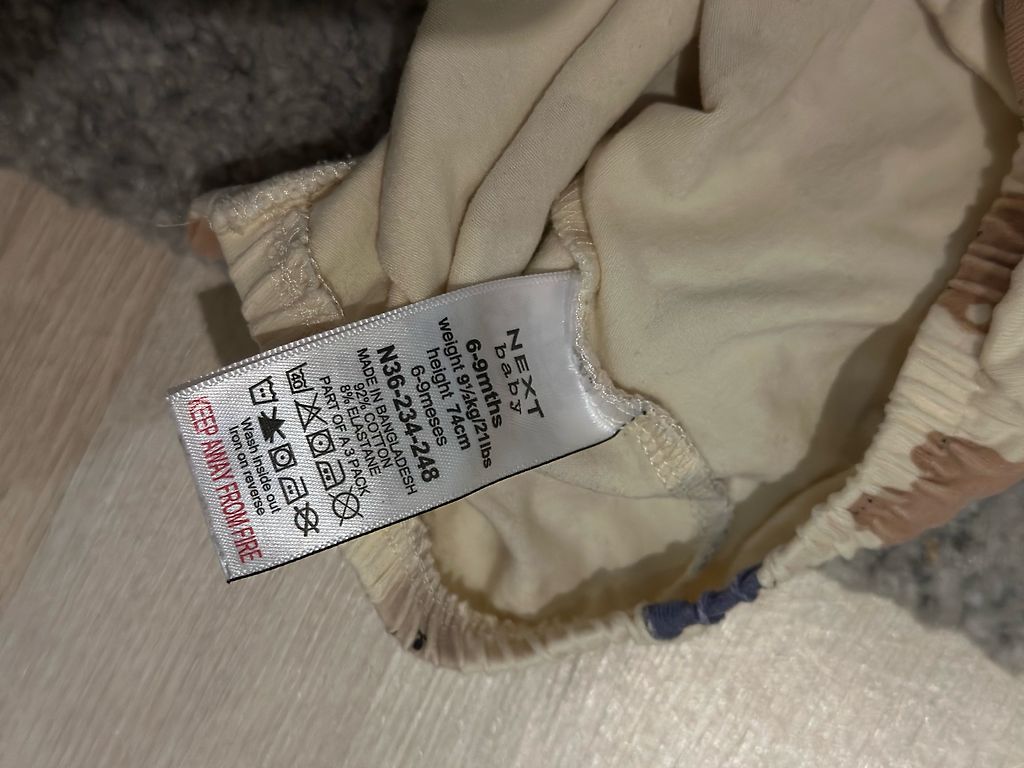 NEXT
baby
6-9mths
weight 9½kg/21lbs
height 74cm
6-9meses
N36-234-248
MADE IN BANGLADESH
92% COTTON
8% ELASTANE
PART OF A 3 PACK
Wash inside out
Iron on reverse
KEEP AWAY FROM FIRE